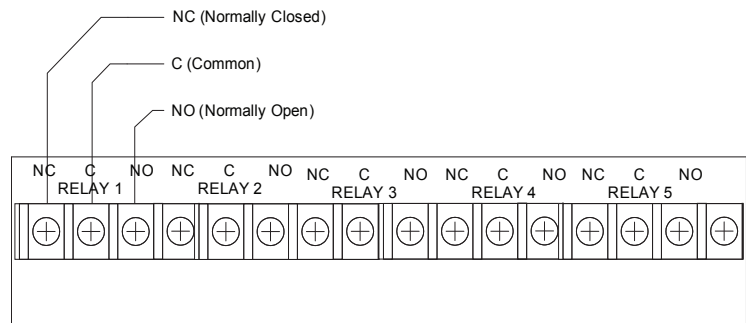 NC (Normally Closed)
C (Common)
NO (Normally Open)
NC C NO NC C NO NC C NO NC C NO NC C NO
RELAY 1 RELAY 2 RELAY 3 RELAY 4 RELAY 5